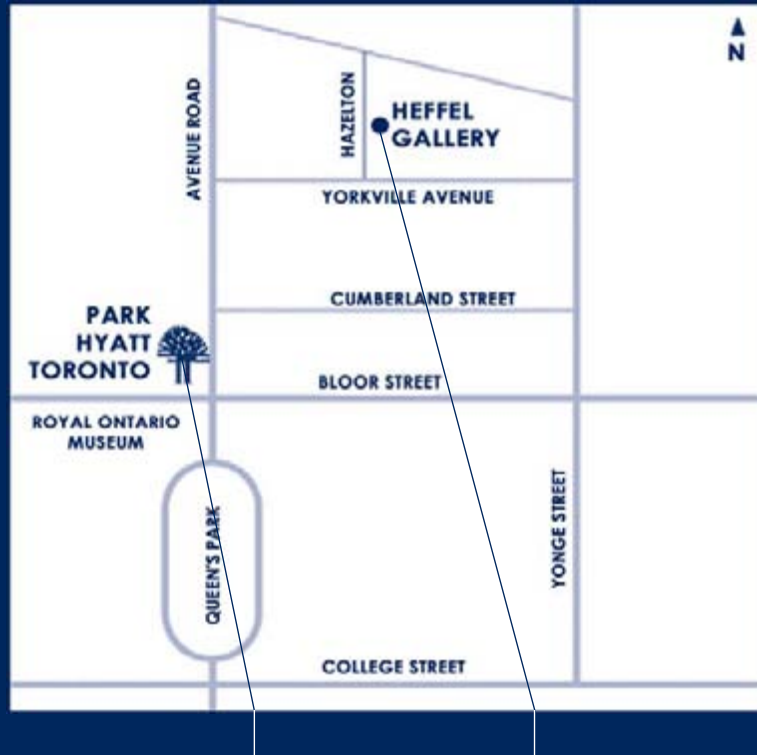 N
AVENUE ROAD
HAZELTON
HEFFEL
GALLERY
YORKVILLE AVENUE
CUMBERLAND STREET
PARK
HYATT
TORONTO
BLOOR STREET
ROYAL ONTARIO
MUSEUM
QUEEN'S PARK
YONGE STREET
COLLEGE STREET